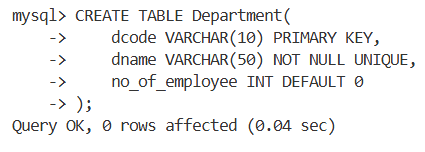 mysql> CREATE TABLE Department(
    ->     dcode VARCHAR(10) PRIMARY KEY,
    ->     dname VARCHAR(50) NOT NULL UNIQUE,
    ->     no_of_employee INT DEFAULT 0
    -> );
Query OK, 0 rows affected (0.04 sec)